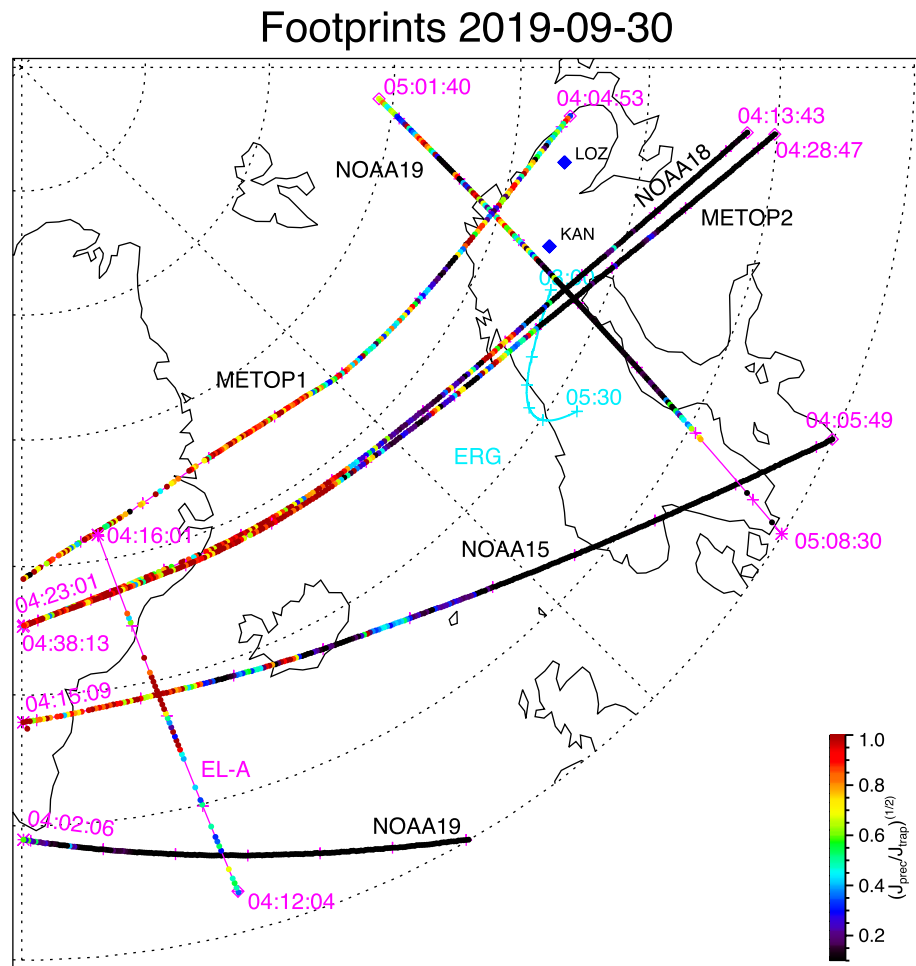 Footprints 2019-09-30
05:01:40
04:04:53
04:13:43
LOZ
04:28:47
NOAA19
NOAA18
METOP2
KAN
03:00
METOP1
05:30
04:05:49
ERG
04:16:01
05:08:30
NOAA15
04:23:01
04:38:13
04:15:09
EL-A
1.0
0.8
0.6
0.4
0.2
(Jprec/Jtrap)(1/2)
04:02:06
NOAA19
04:12:04